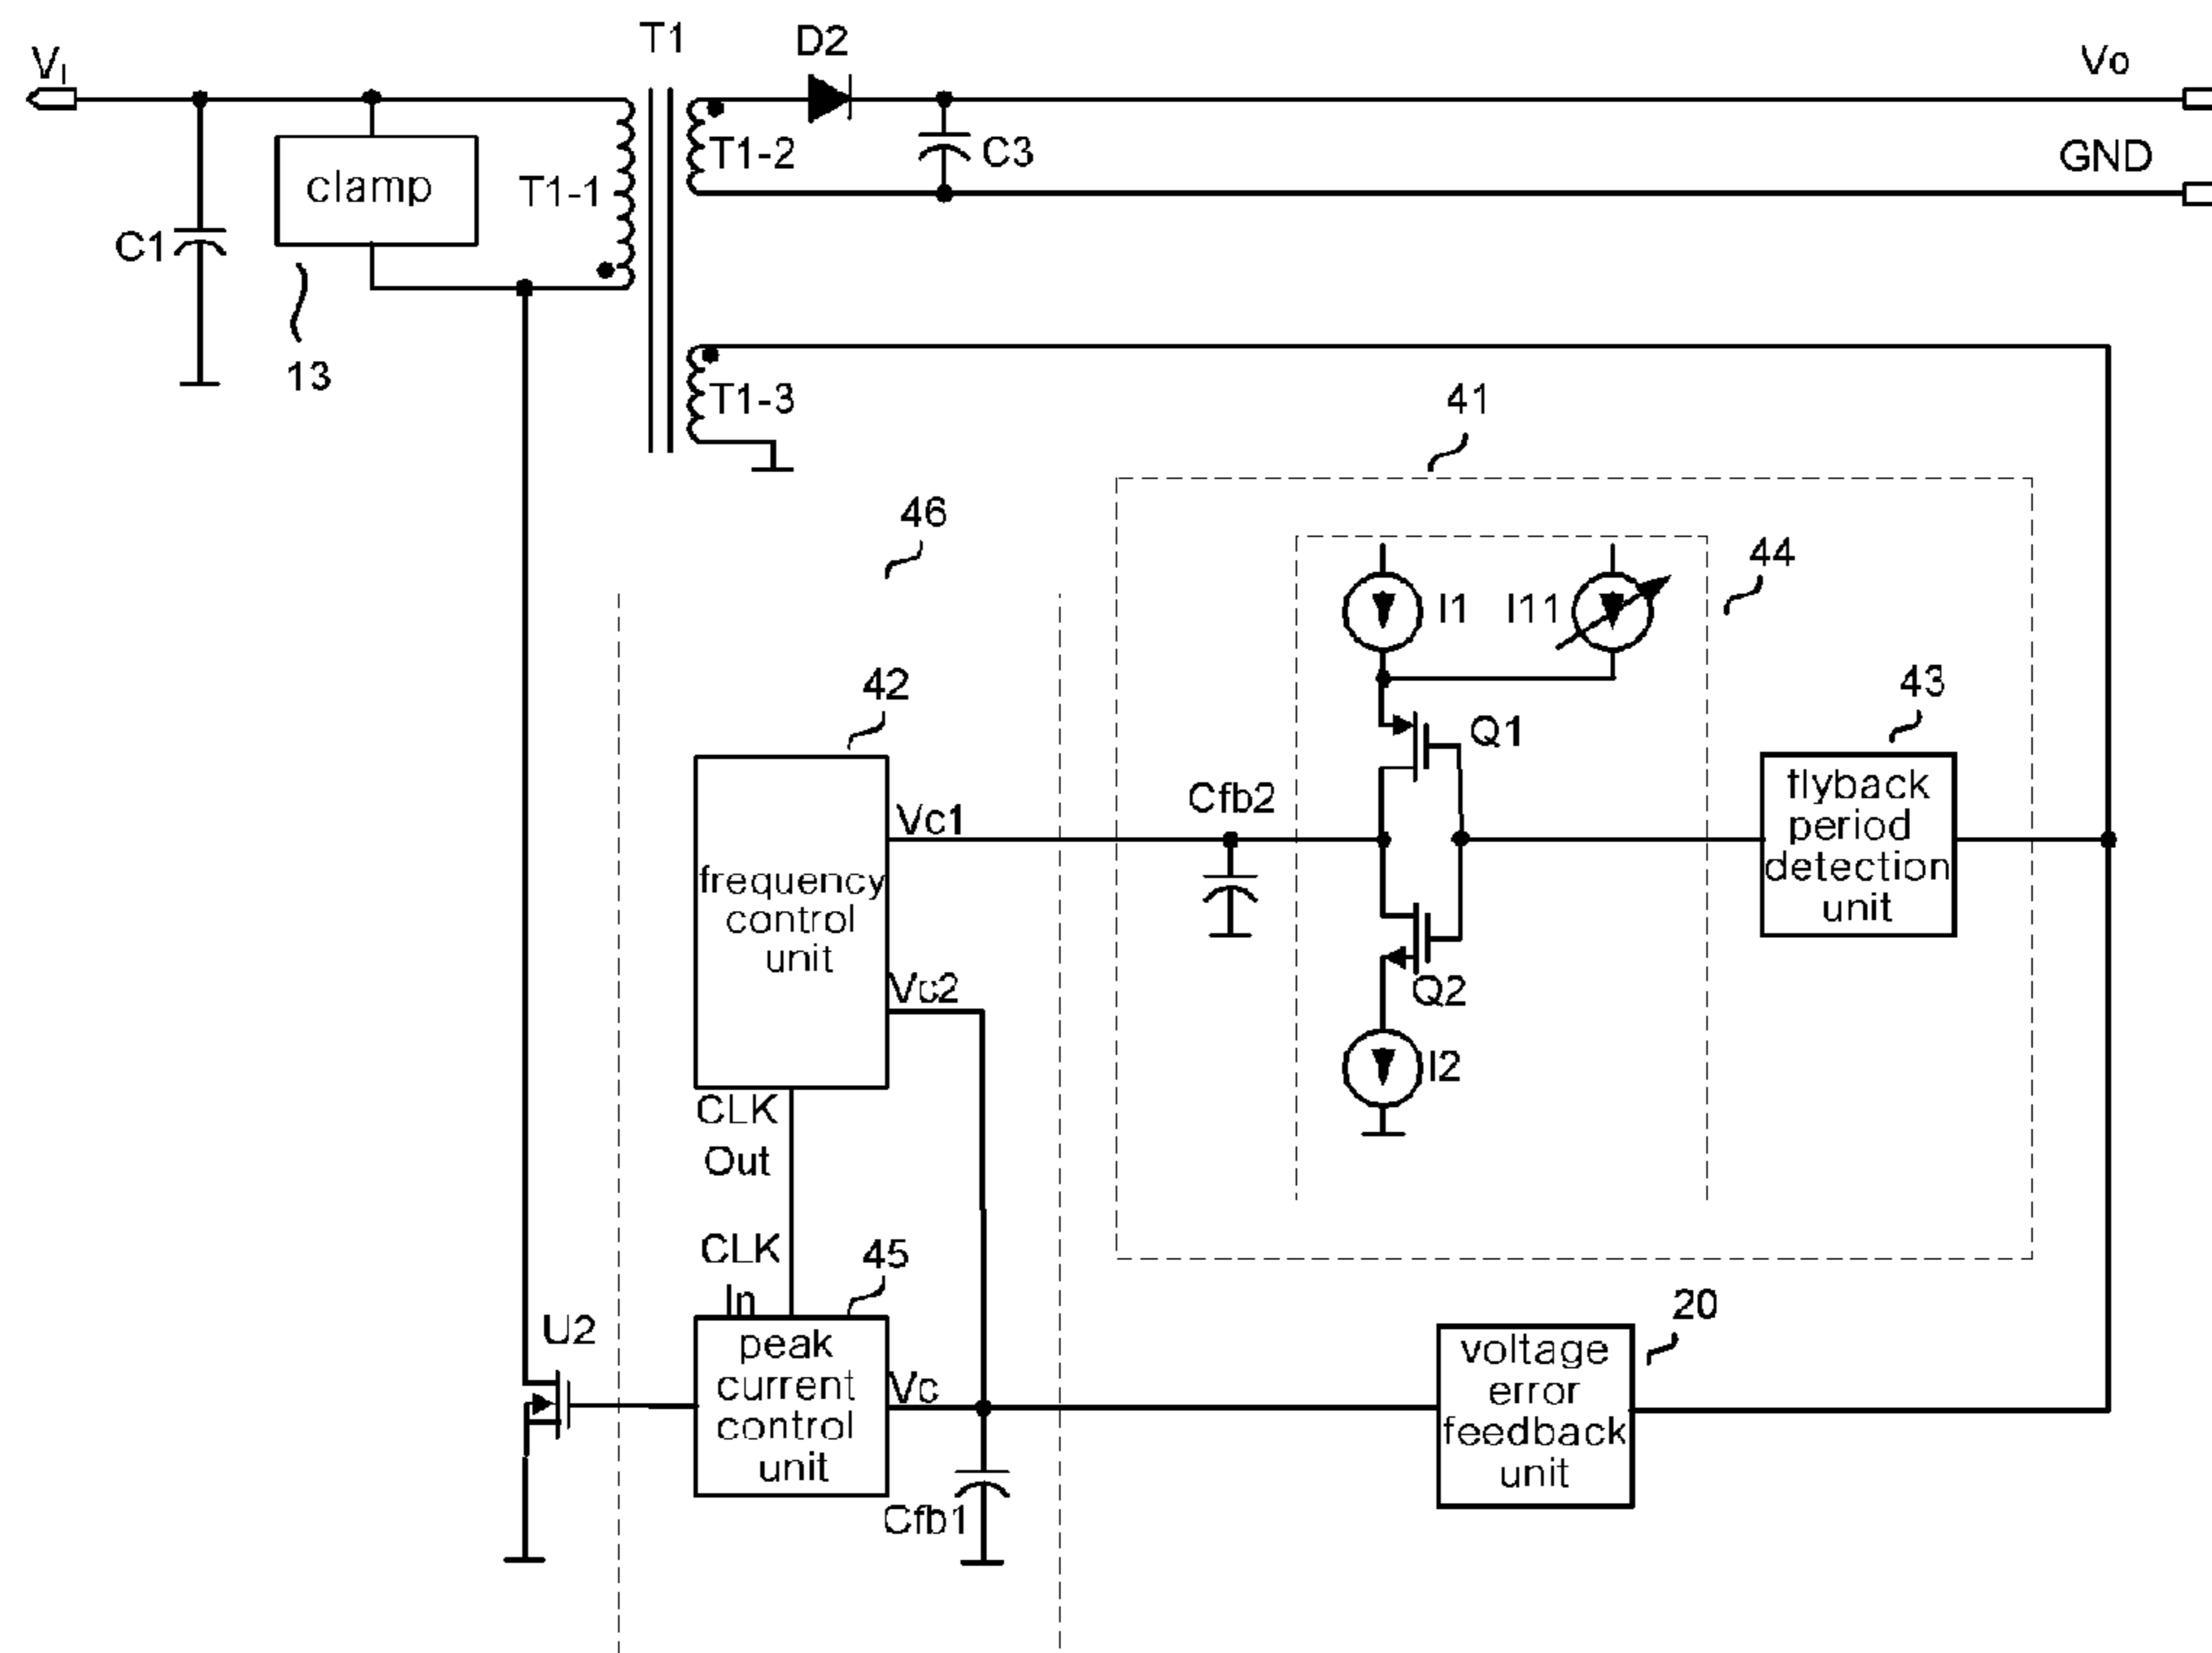 T1
D2
VI
Vo
T1-2
C3
GND
clamp
T1-1
C1
13
T1-3
41
46
44
I1
I11
42
43
Q1
flyback
period
detection
unit
Cfb2
Vc1
frequency
control
unit
Vc2
Q2
I2
CLK
Out
CLK
In
45
20
U2
peak
current
control
unit
Vc
voltage
error
feedback
unit
Cfb1